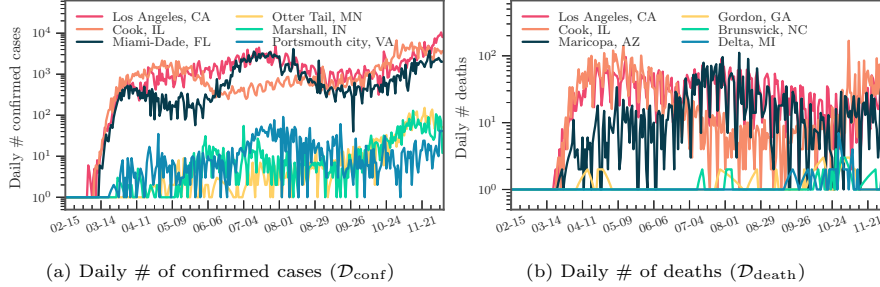 Los Angeles, CA
Cook, IL
Miami-Dade, FL
Otter Tail, MN
Marshall, IN
Portsmouth city, VA
Daily # confirmed cases
10^4
10^3
10^2
10^1
10^0
02-15 03-14 04-11 05-09 06-06 07-04 08-01 08-29 09-26 10-24 11-21
(a) Daily # of confirmed cases (𝒟conf)
Los Angeles, CA
Cook, IL
Maricopa, AZ
Gordon, GA
Brunswick, NC
Delta, MI
Daily # deaths
10^2
10^1
10^0
02-15 03-14 04-11 05-09 06-06 07-04 08-01 08-29 09-26 10-24 11-21
(b) Daily # of deaths (𝒟death)